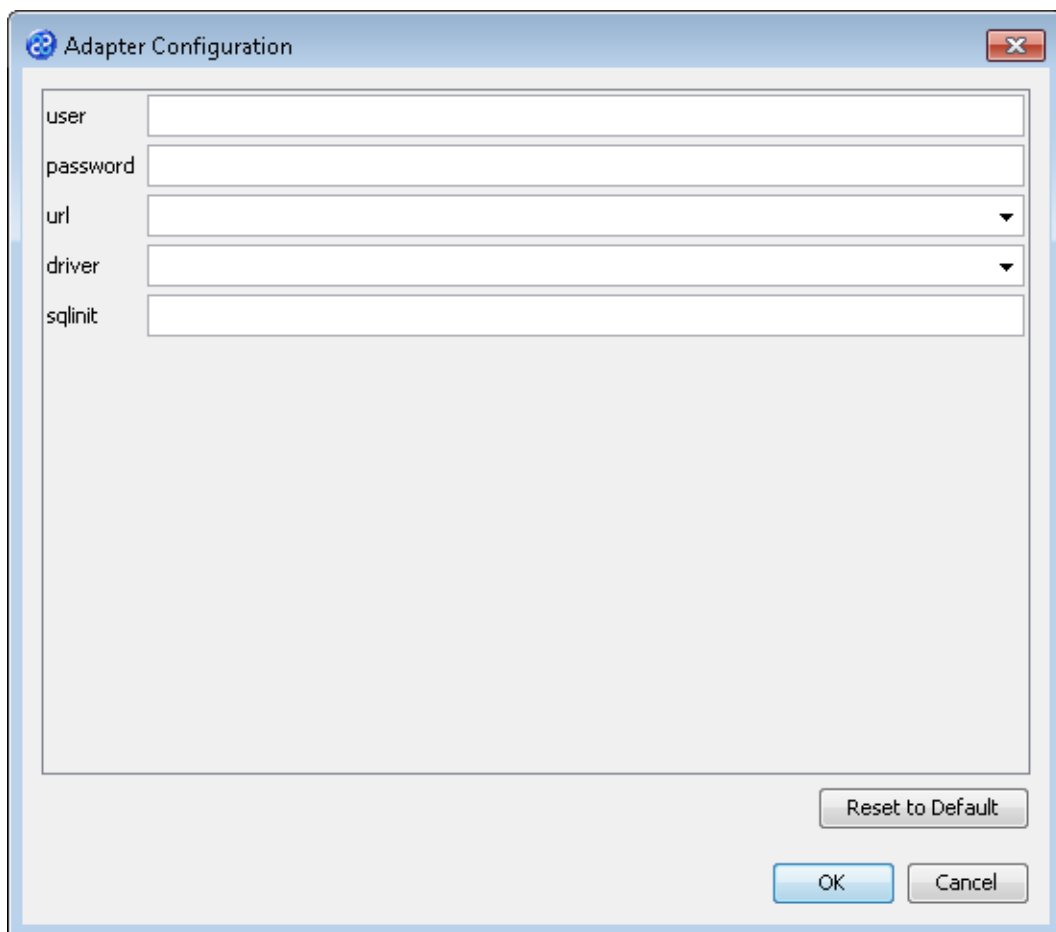 Adapter Configuration
user
password
url
driver
sqlinit
Reset to Default
OK Cancel